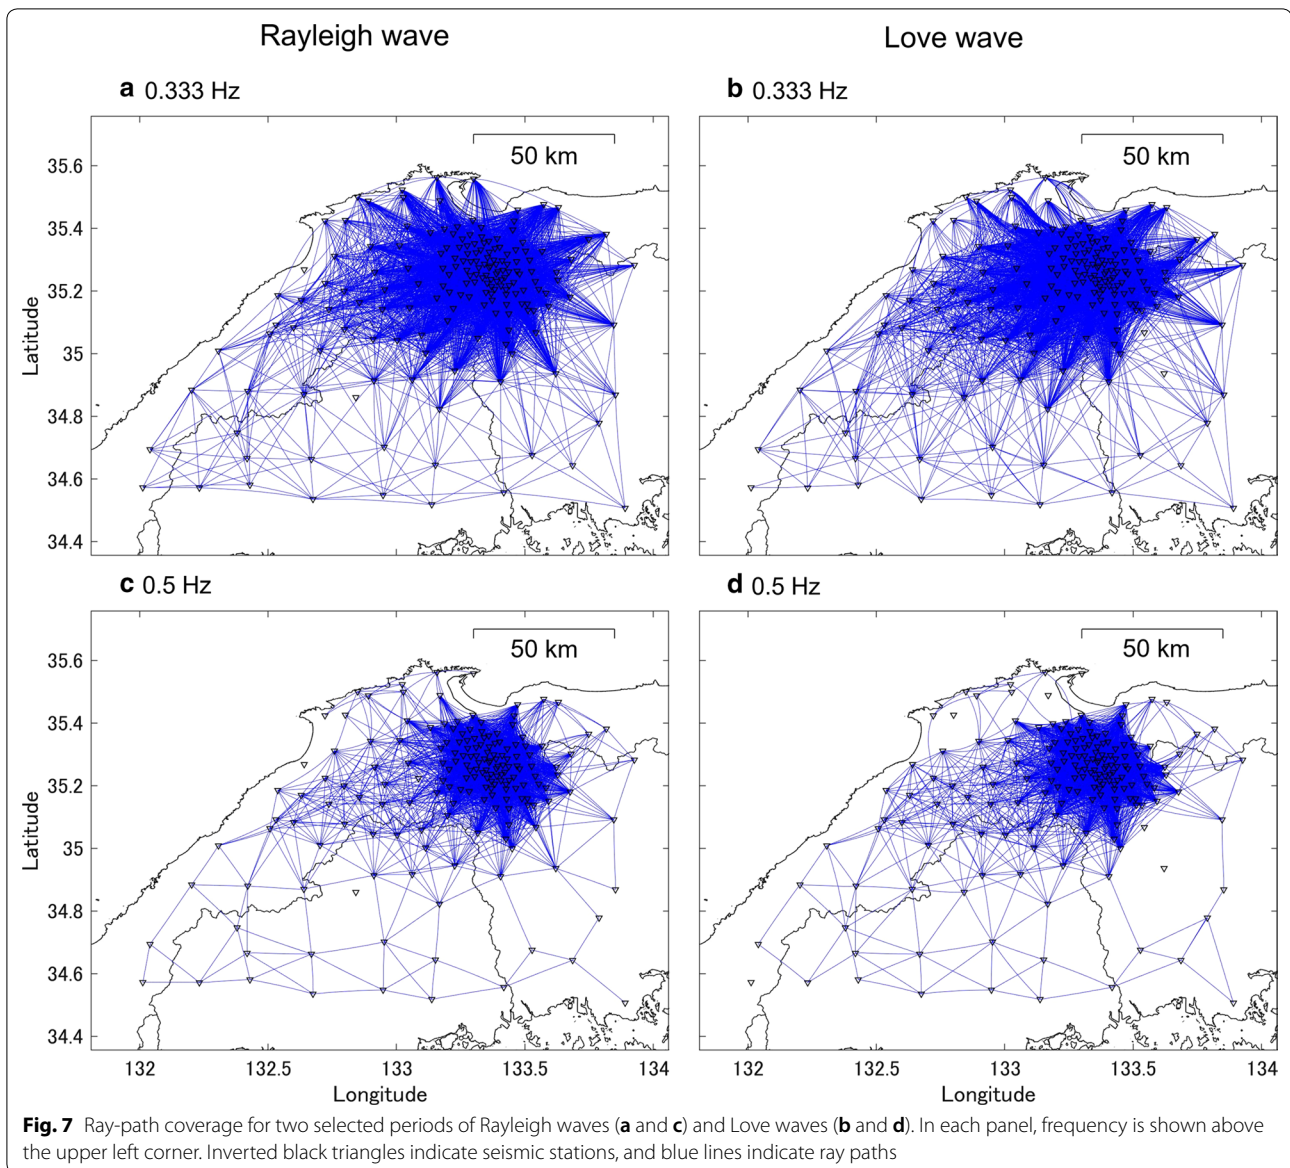 Rayleigh wave
Love wave
a 0.333 Hz
b 0.333 Hz
50 km
50 km
35.6
35.4
35.2
35
34.8
34.6
34.4
Latitude
c 0.5 Hz
d 0.5 Hz
50 km
50 km
35.6
35.4
35.2
35
34.8
34.6
34.4
Latitude
132
132.5
133
133.5
134
132
132.5
133
133.5
134
Longitude
Longitude
Fig. 7 Ray-path coverage for two selected periods of Rayleigh waves (a and c) and Love waves (b and d). In each panel, frequency is shown above
the upper left corner. Inverted black triangles indicate seismic stations, and blue lines indicate ray paths